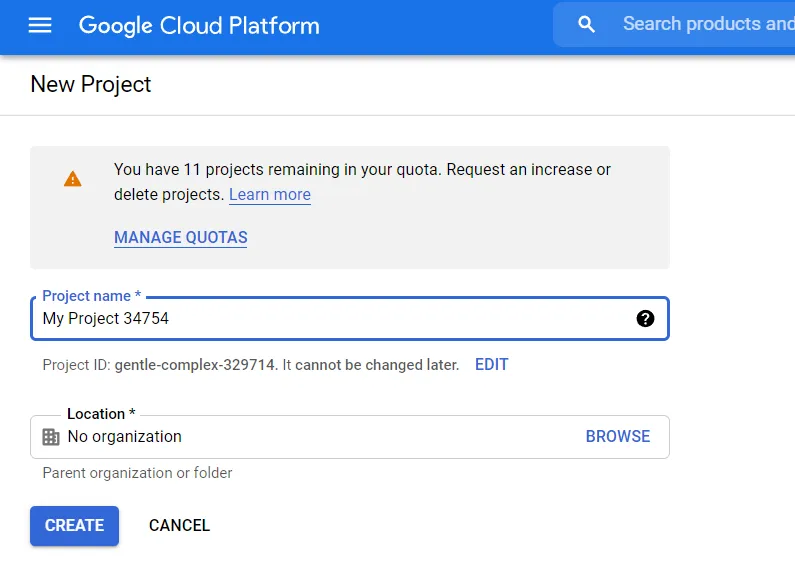 Google Cloud Platform
Search products and
New Project
You have 11 projects remaining in your quota. Request an increase or
delete projects. Learn more
MANAGE QUOTAS
Project name *
My Project 34754
Project ID: gentle-complex-329714. It cannot be changed later. EDIT
Location *
No organization BROWSE
Parent organization or folder
CREATE CANCEL